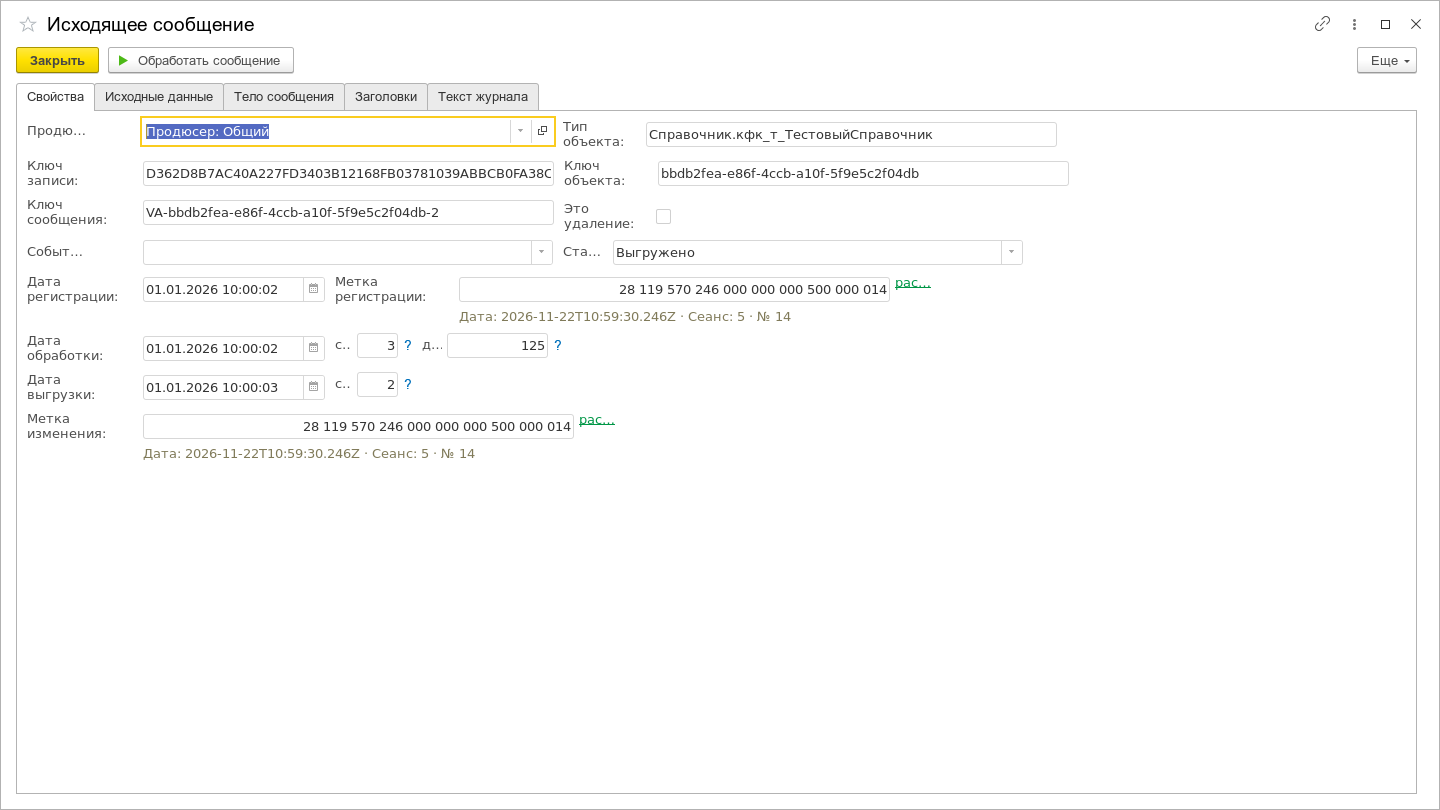 Исходящее сообщение
Закрыть
Обработать сообщение
Еще
Свойства
Исходные данные
Тело сообщения
Заголовки
Текст журнала
Продю...
Продюсер: Общий
Тип
объекта:
Справочник.кфк_т_ТестовыйСправочник
Ключ
записи:
D362D8B7AC40A227FD3403B12168FB03781039ABBCB0FA38C
Ключ
объекта:
bbdb2fea-e86f-4ccb-a10f-5f9e5c2f04db
Ключ
сообщения:
VA-bbdb2fea-e86f-4ccb-a10f-5f9e5c2f04db-2
Это
удаление:
Событ...
Ста...
Выгружено
Дата
регистрации:
01.01.2026 10:00:02
Метка
регистрации:
28 119 570 246 000 000 000 500 000 014
рас...
Дата: 2026-11-22T10:59:30.246Z · Сеанс: 5 · № 14
Дата
обработки:
01.01.2026 10:00:02
с..
3
?
д...
125
?
Дата
выгрузки:
01.01.2026 10:00:03
с..
2
?
Метка
изменения:
28 119 570 246 000 000 000 500 000 014
рас...
Дата: 2026-11-22T10:59:30.246Z · Сеанс: 5 · № 14